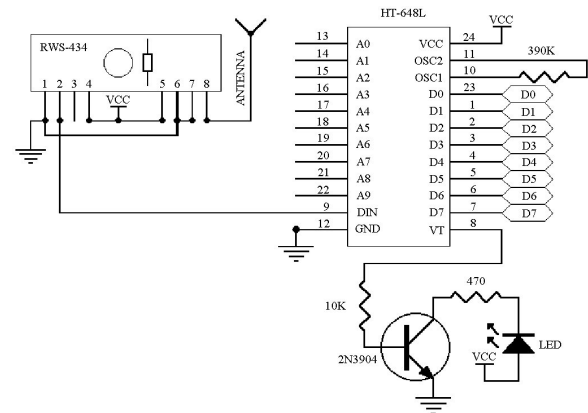 HT-648L
RWS-434
1 2 3 4 5 6 7 8
VCC
ANTENNA
13 A0
14 A1
15 A2
16 A3
17 A4
18 A5
19 A6
20 A7
21 A8
22 A9
9 DIN
12 GND
VCC 24 VCC
OSC2 11 390K
OSC1 10
D0 23 D0
D1 1 D1
D2 2 D2
D3 3 D3
D4 4 D4
D5 5 D5
D6 6 D6
D7 7 D7
VT 8
10K
470
2N3904
VCC
LED